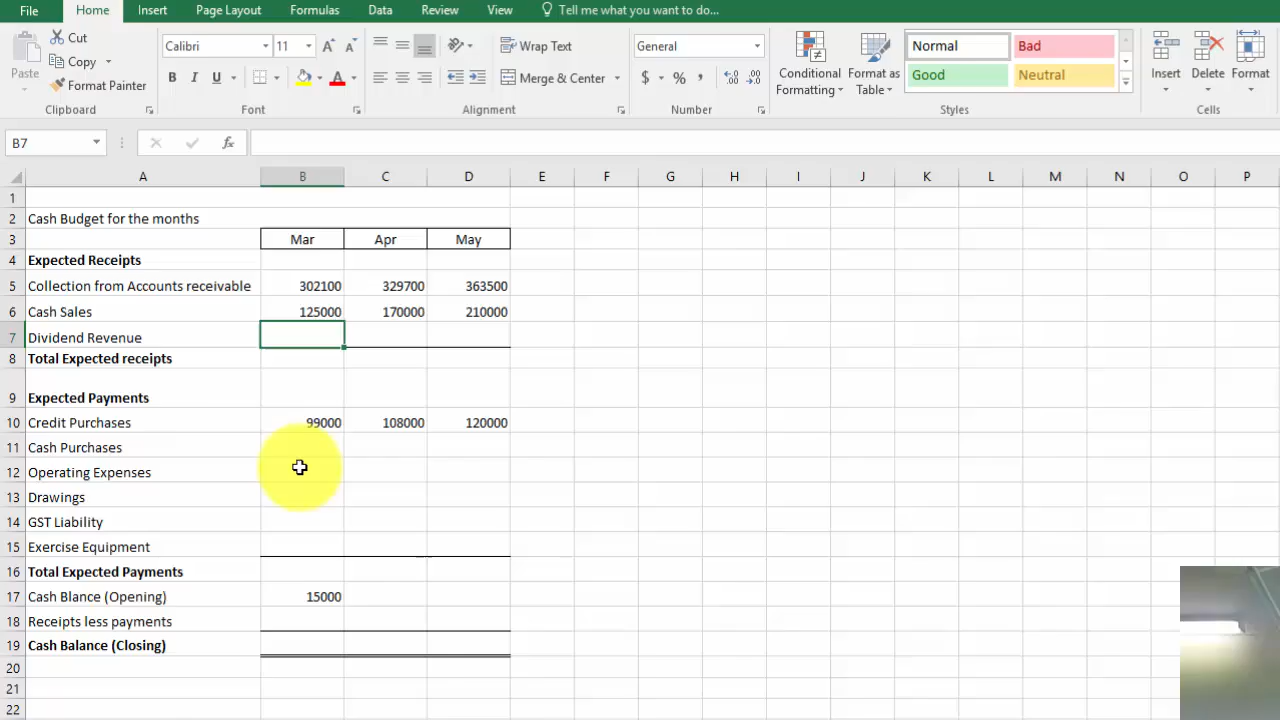 File Home Insert Page Layout Formulas Data Review View Tell me what you want to do...
Paste Cut Copy Format Painter Clipboard
Calibri 11 A A B I U A Font
Wrap Text Merge & Center Alignment
General $ % , Number
Conditional Formatting Format as Table Normal Bad Good Neutral Styles
Insert Delete Format Cells
B7 fx
A B C D E F G H I J K L M N O P
1
2 Cash Budget for the months
3 Mar Apr May
4 Expected Receipts
5 Collection from Accounts receivable 302100 329700 363500
6 Cash Sales 125000 170000 210000
7 Dividend Revenue
8 Total Expected receipts
9 Expected Payments
10 Credit Purchases 99000 108000 120000
11 Cash Purchases
12 Operating Expenses
13 Drawings
14 GST Liability
15 Exercise Equipment
16 Total Expected Payments
17 Cash Blance (Opening) 15000
18 Receipts less payments
19 Cash Balance (Closing)
20
21
22